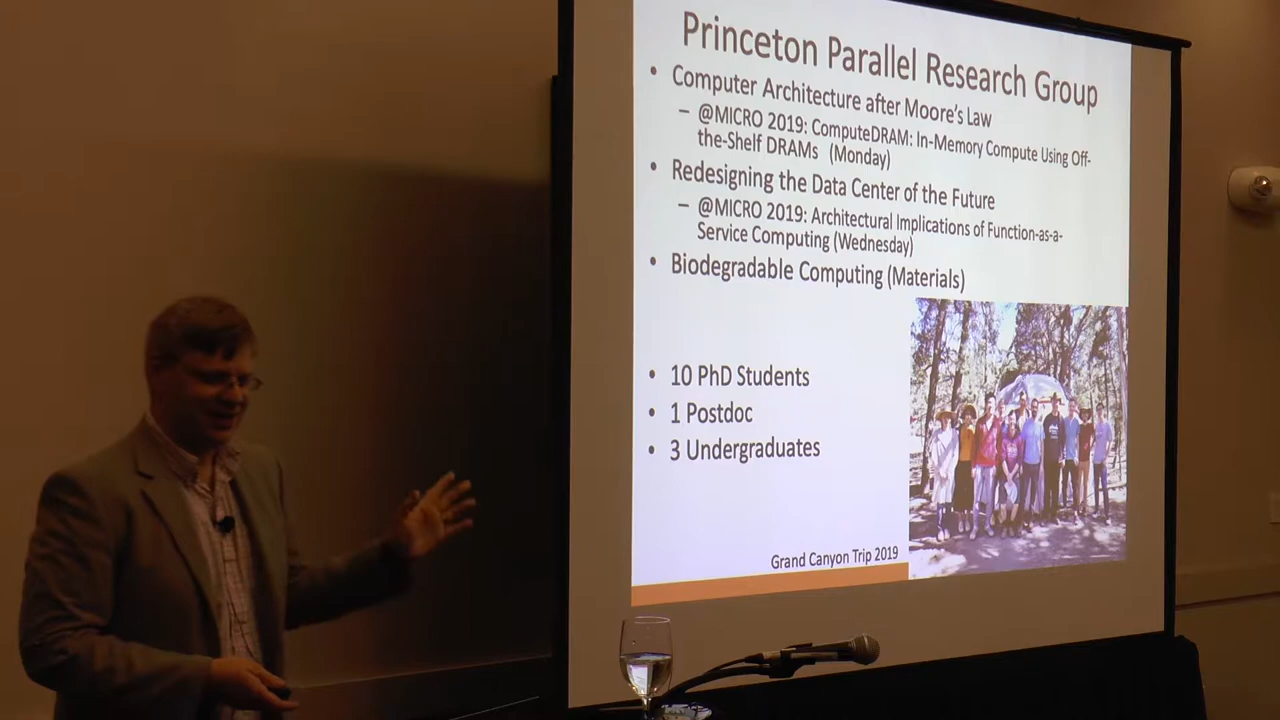 Princeton Parallel Research Group
• Computer Architecture after Moore's Law
– @MICRO 2019: ComputeDRAM: In-Memory Compute Using Off-
the-Shelf DRAMs (Monday)
• Redesigning the Data Center of the Future
– @MICRO 2019: Architectural Implications of Function-as-a-
Service Computing (Wednesday)
• Biodegradable Computing (Materials)
• 10 PhD Students
• 1 Postdoc
• 3 Undergraduates
Grand Canyon Trip 2019